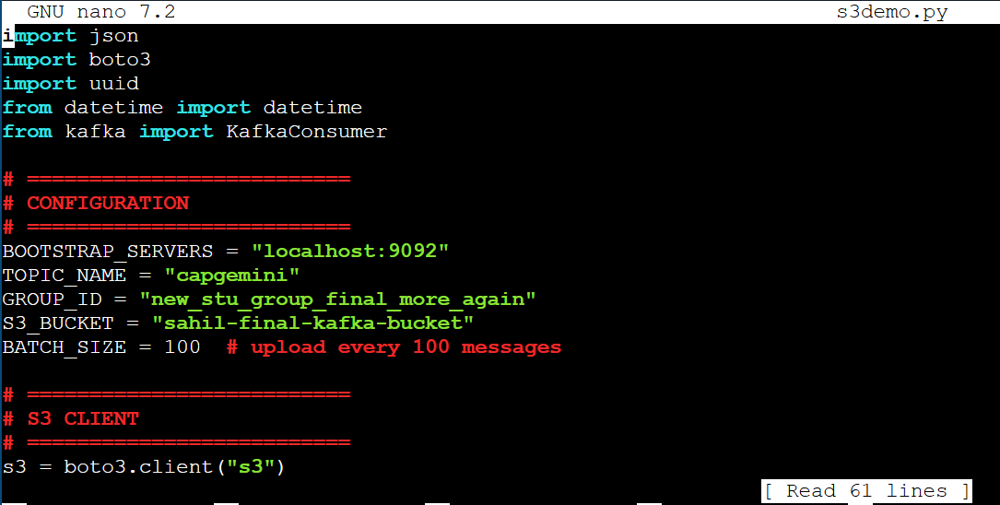 GNU nano 7.2 s3demo.py
import json
import boto3
import uuid
from datetime import datetime
from kafka import KafkaConsumer
# ==========================
# CONFIGURATION
# ==========================
BOOTSTRAP_SERVERS = "localhost:9092"
TOPIC_NAME = "capgemini"
GROUP_ID = "new_stu_group_final_more_again"
S3_BUCKET = "sahil-final-kafka-bucket"
BATCH_SIZE = 100  # upload every 100 messages
# ==========================
# S3 CLIENT
# ==========================
s3 = boto3.client("s3")
[ Read 61 lines ]